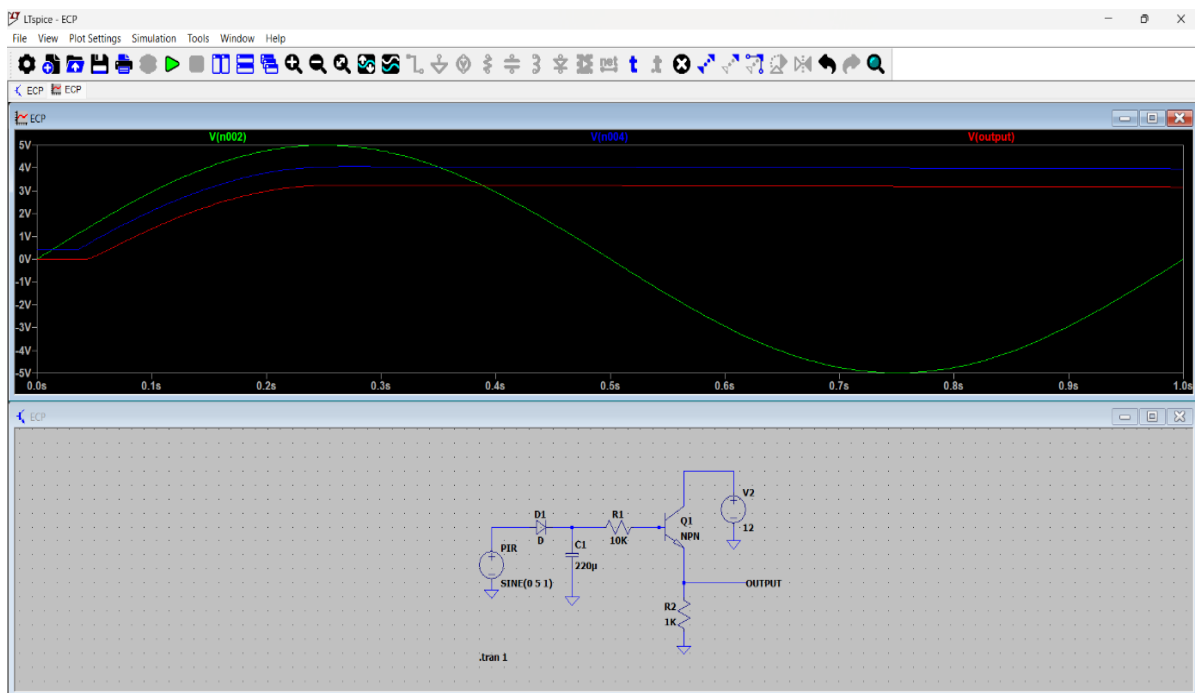 LTspice - ECP
File View Plot Settings Simulation Tools Window Help
ECP ECP
ECP
V(n002) V(n004) V(output)
5V
4V
3V
2V
1V
0V
-1V
-2V
-3V
-4V
-5V
0.0s 0.1s 0.2s 0.3s 0.4s 0.5s 0.6s 0.7s 0.8s 0.9s 1.0s
ECP
V2
12
D1
D
R1
10K
Q1
NPN
PIR
SINE(0 5 1)
C1
220µ
OUTPUT
R2
1K
.tran 1